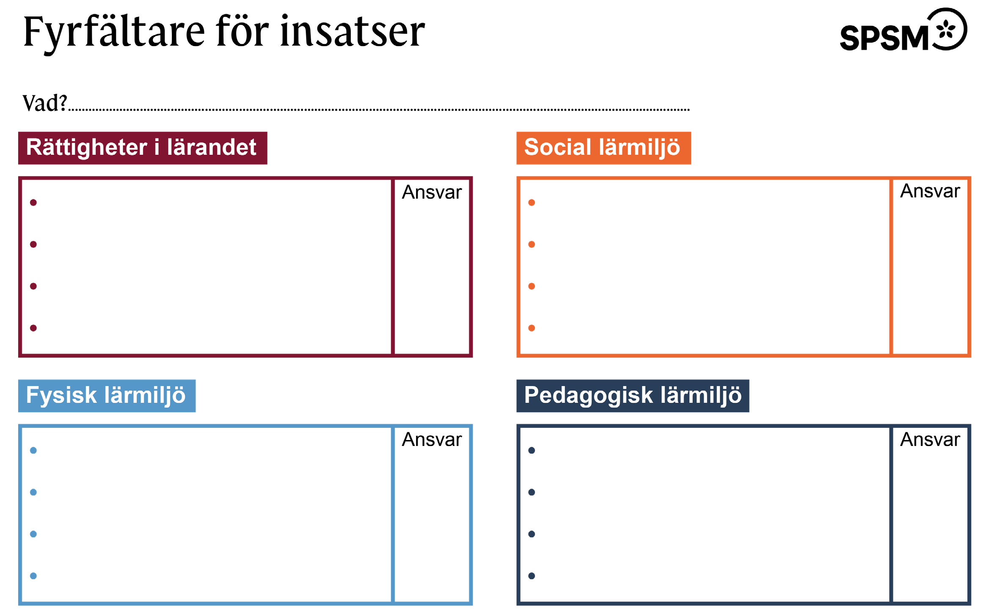 Fyrfältare för insatser
SPSM
Vad?
Rättigheter i lärandet
Ansvar
Social lärmiljö
Ansvar
Fysisk lärmiljö
Ansvar
Pedagogisk lärmiljö
Ansvar